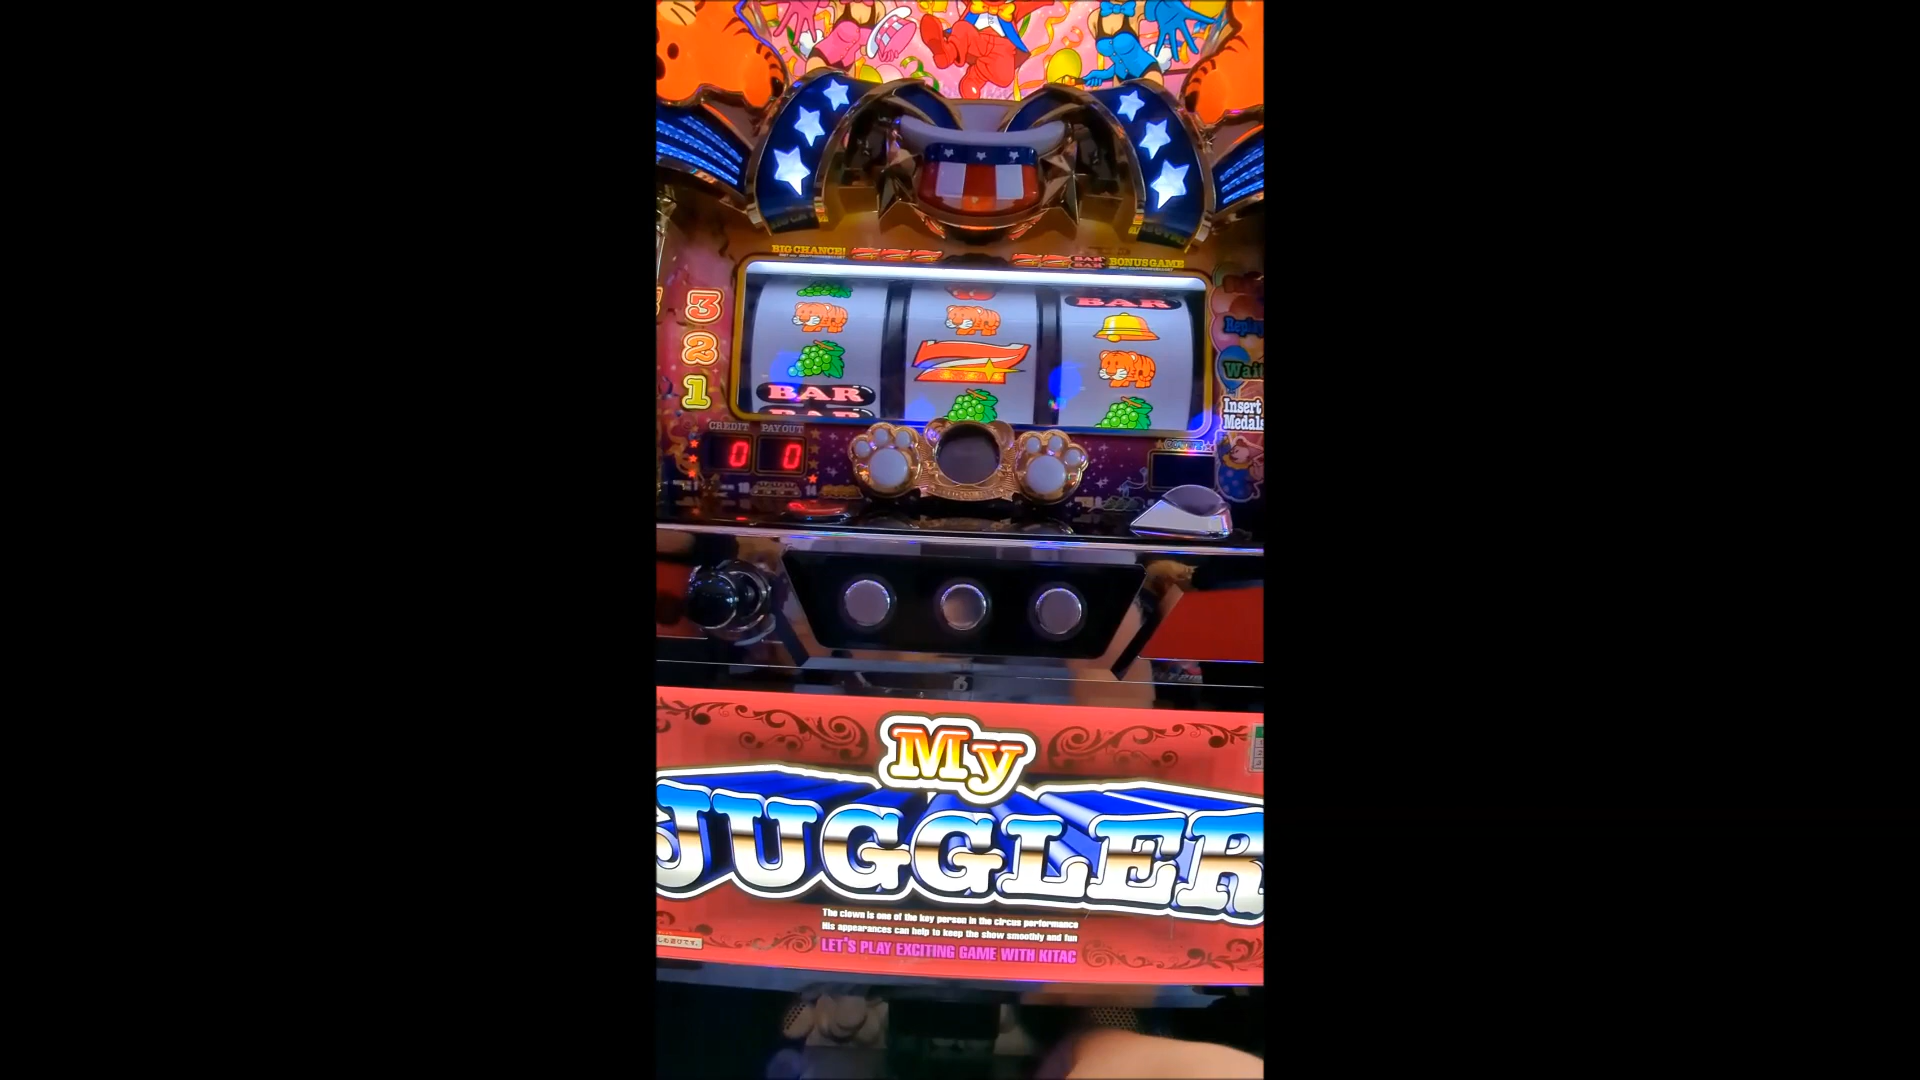 BIG CHANCE!
BONUS GAME
BAR
BAR
3
2
1
BAR
BAR
7
Replay
Wait
Insert
Medals
CREDIT
PAY OUT
0
0
My
JUGGLER
The clown is one of the key person in the circus performance
His appearances can help to keep the show smoothly and fun
LET'S PLAY EXCITING GAME WITH KITAC